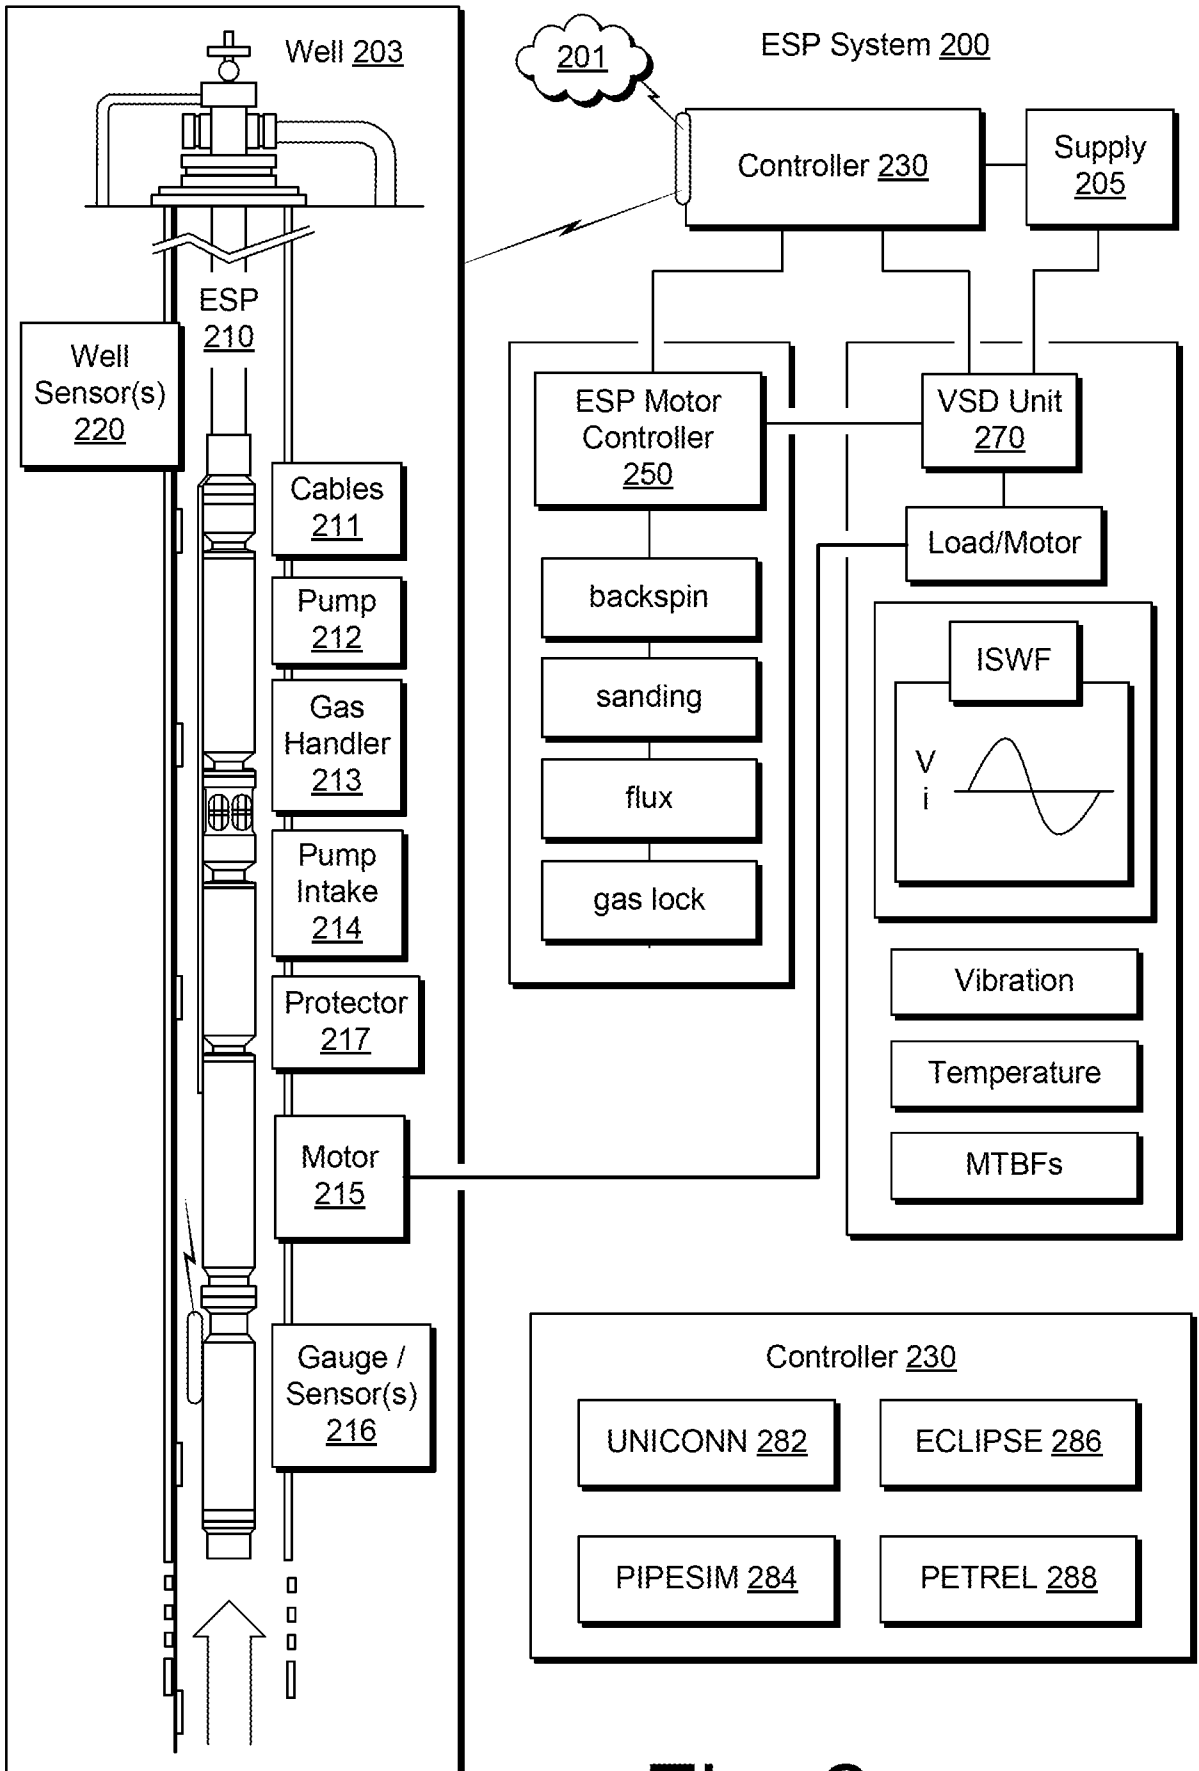 Well 203
201
ESP System 200
Controller 230
Supply
205
ESP
210
Well
Sensor(s)
220
Cables
211
Pump
212
Gas
Handler
213
Pump
Intake
214
Protector
217
Motor
215
Gauge /
Sensor(s)
216
ESP Motor
Controller
250
backspin
sanding
flux
gas lock
VSD Unit
270
Load/Motor
ISWF
V
i
Vibration
Temperature
MTBFs
Controller 230
UNICONN 282
ECLIPSE 286
PIPESIM 284
PETREL 288